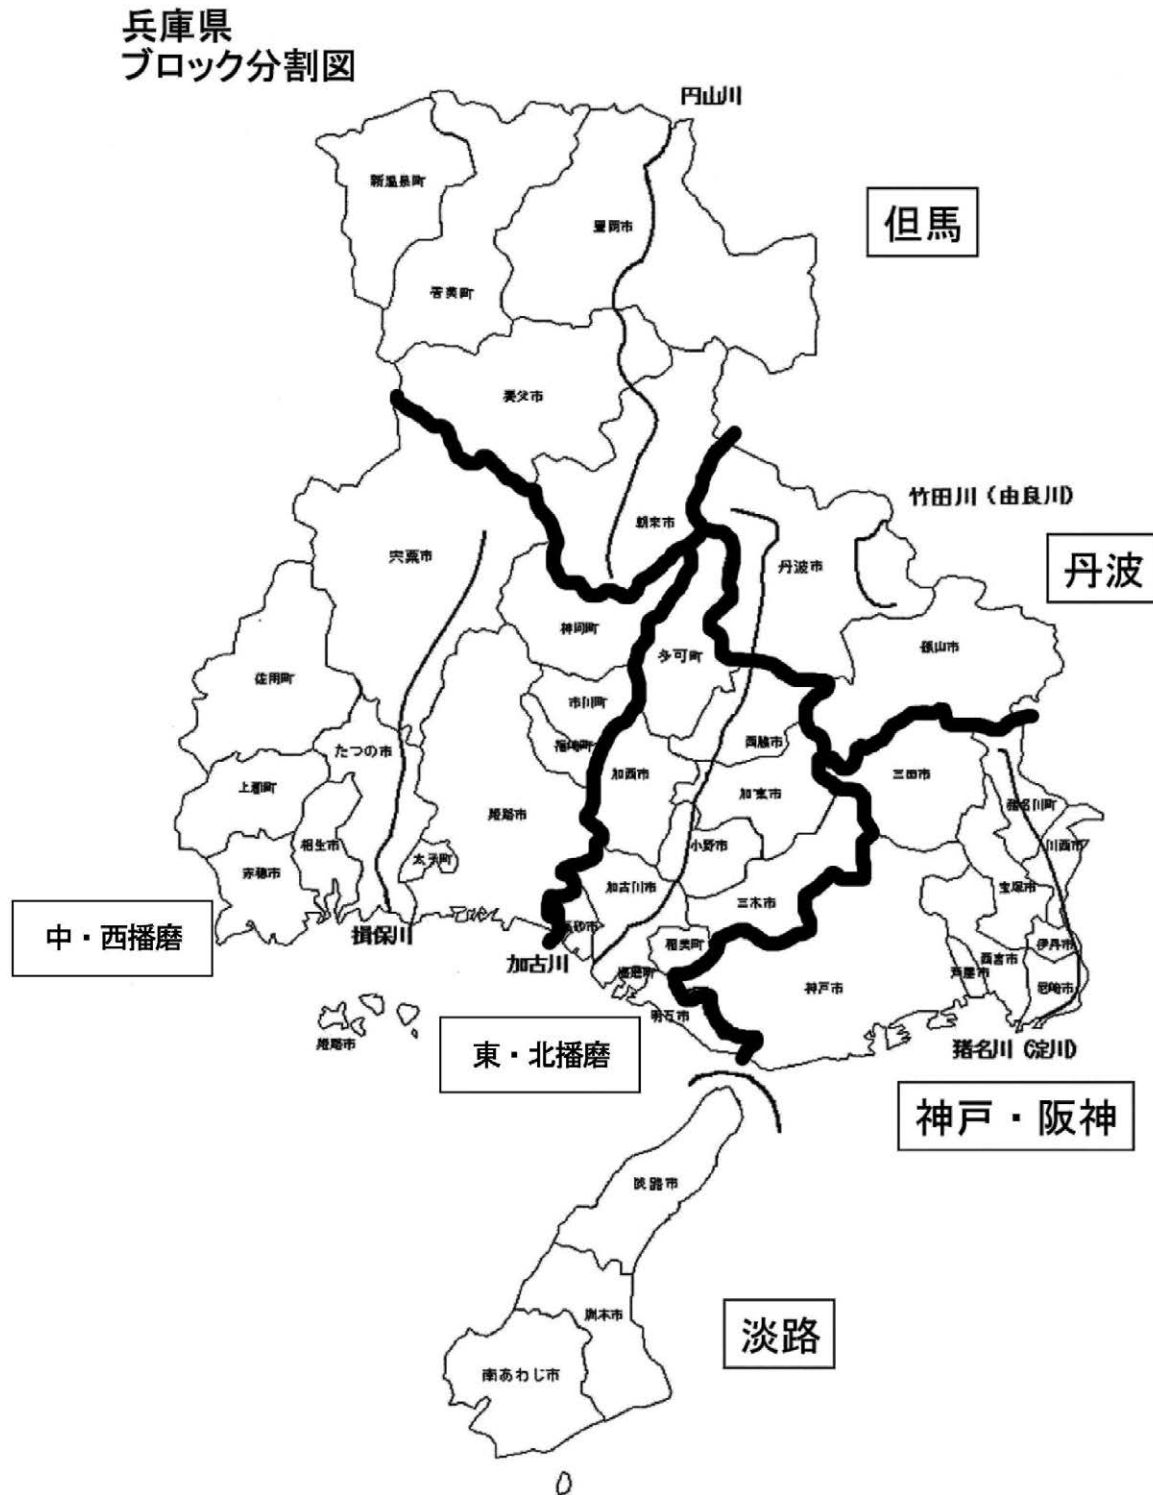 兵庫県
ブロック分割図
円山川
新温泉町
豊岡市
但馬
香美町
養父市
竹田川（由良川）
朝来市
宍粟市
丹波市
丹波
神河町
篠山市
多可町
佐用町
市川町
福崎町
西脇市
たつの市
加西市
三田市
上郡町
加東市
猪名川町
姫路市
相生市
小野市
川西市
太子町
赤穂市
加古川市
宝塚市
三木市
中・西播磨
揖保川
高砂市
稲美町
伊丹市
西宮市
加古川
播磨町
芦屋市
神戸市
尼崎市
明石市
姫路市
東・北播磨
猪名川（淀川）
神戸・阪神
淡路市
洲本市
淡路
南あわじ市